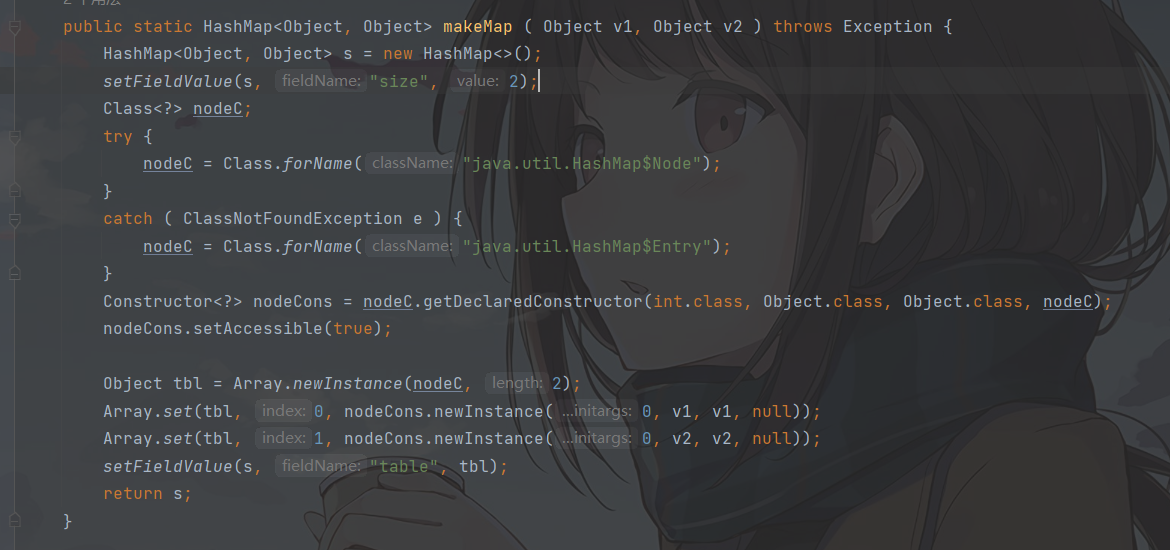 2 个用法
public static HashMap<Object, Object> makeMap ( Object v1, Object v2 ) throws Exception {
HashMap<Object, Object> s = new HashMap<>();
setFieldValue(s, fieldName: "size", value: 2);
Class<?> nodeC;
try {
nodeC = Class.forName( className: "java.util.HashMap$Node");
}
catch ( ClassNotFoundException e ) {
nodeC = Class.forName( className: "java.util.HashMap$Entry");
}
Constructor<?> nodeCons = nodeC.getDeclaredConstructor(int.class, Object.class, Object.class, nodeC);
nodeCons.setAccessible(true);
Object tbl = Array.newInstance(nodeC, length: 2);
Array.set(tbl, index: 0, nodeCons.newInstance( ...initargs: 0, v1, v1, null));
Array.set(tbl, index: 1, nodeCons.newInstance( ...initargs: 0, v2, v2, null));
setFieldValue(s, fieldName: "table", tbl);
return s;
}